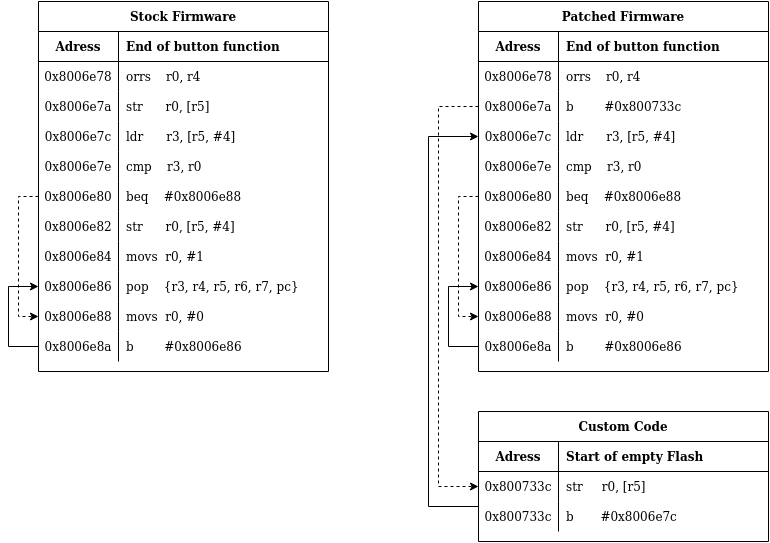 Stock Firmware
Adress End of button function
0x8006e78 orrs r0, r4
0x8006e7a str r0, [r5]
0x8006e7c ldr r3, [r5, #4]
0x8006e7e cmp r3, r0
0x8006e80 beq #0x8006e88
0x8006e82 str r0, [r5, #4]
0x8006e84 movs r0, #1
0x8006e86 pop {r3, r4, r5, r6, r7, pc}
0x8006e88 movs r0, #0
0x8006e8a b #0x8006e86
Patched Firmware
Adress End of button function
0x8006e78 orrs r0, r4
0x8006e7a b #0x800733c
0x8006e7c ldr r3, [r5, #4]
0x8006e7e cmp r3, r0
0x8006e80 beq #0x8006e88
0x8006e82 str r0, [r5, #4]
0x8006e84 movs r0, #1
0x8006e86 pop {r3, r4, r5, r6, r7, pc}
0x8006e88 movs r0, #0
0x8006e8a b #0x8006e86
Custom Code
Adress Start of empty Flash
0x800733c str r0, [r5]
0x800733c b #0x8006e7c